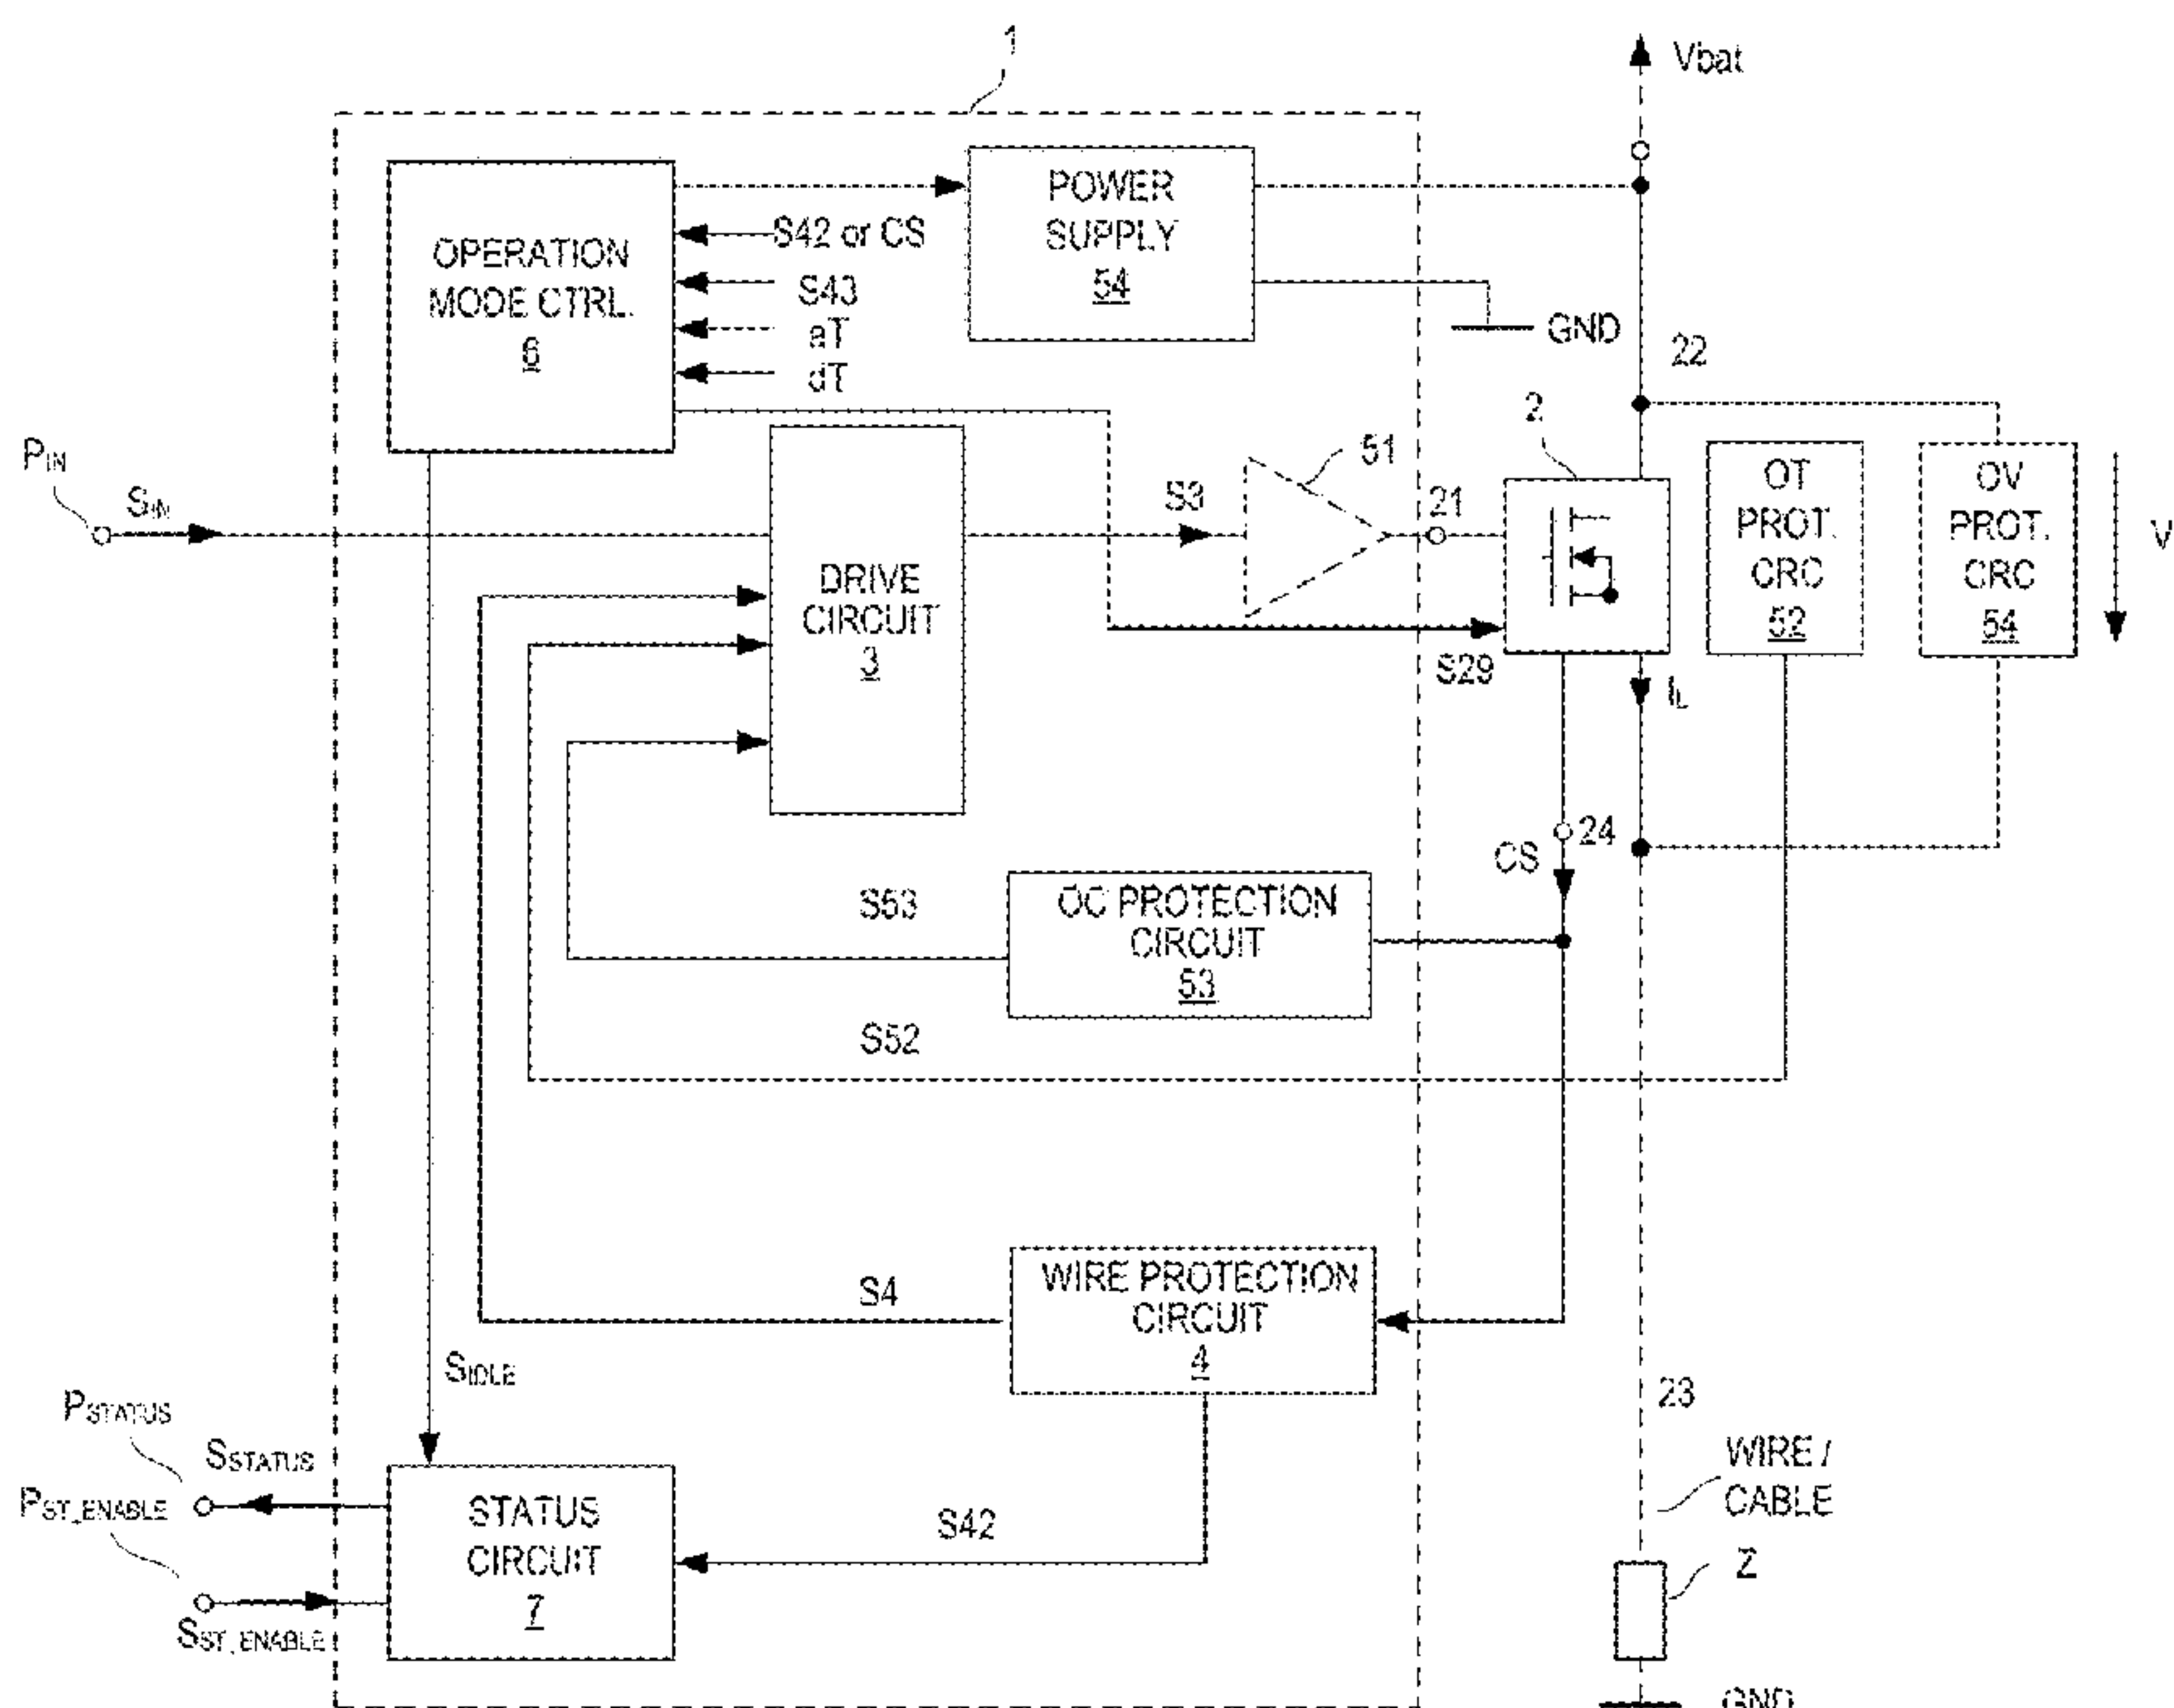 1
Vbat
OPERATION
MODE CTRL.
6
POWER
SUPPLY
54
S42 or CS
S43
aT
dT
GND
22
2
51
PIN
SIN
S3
21
DRIVE
CIRCUIT
3
OT
PROT.
CRC
52
OV
PROT.
CRC
54
V
S29
IL
24
CS
S53
OC PROTECTION
CIRCUIT
53
S52
S4
WIRE PROTECTION
CIRCUIT
4
SIDLE
23
PSTATUS
SSTATUS
PST_ENABLE
SST_ENABLE
STATUS
CIRCUIT
7
S42
WIRE /
CABLE
Z
GND